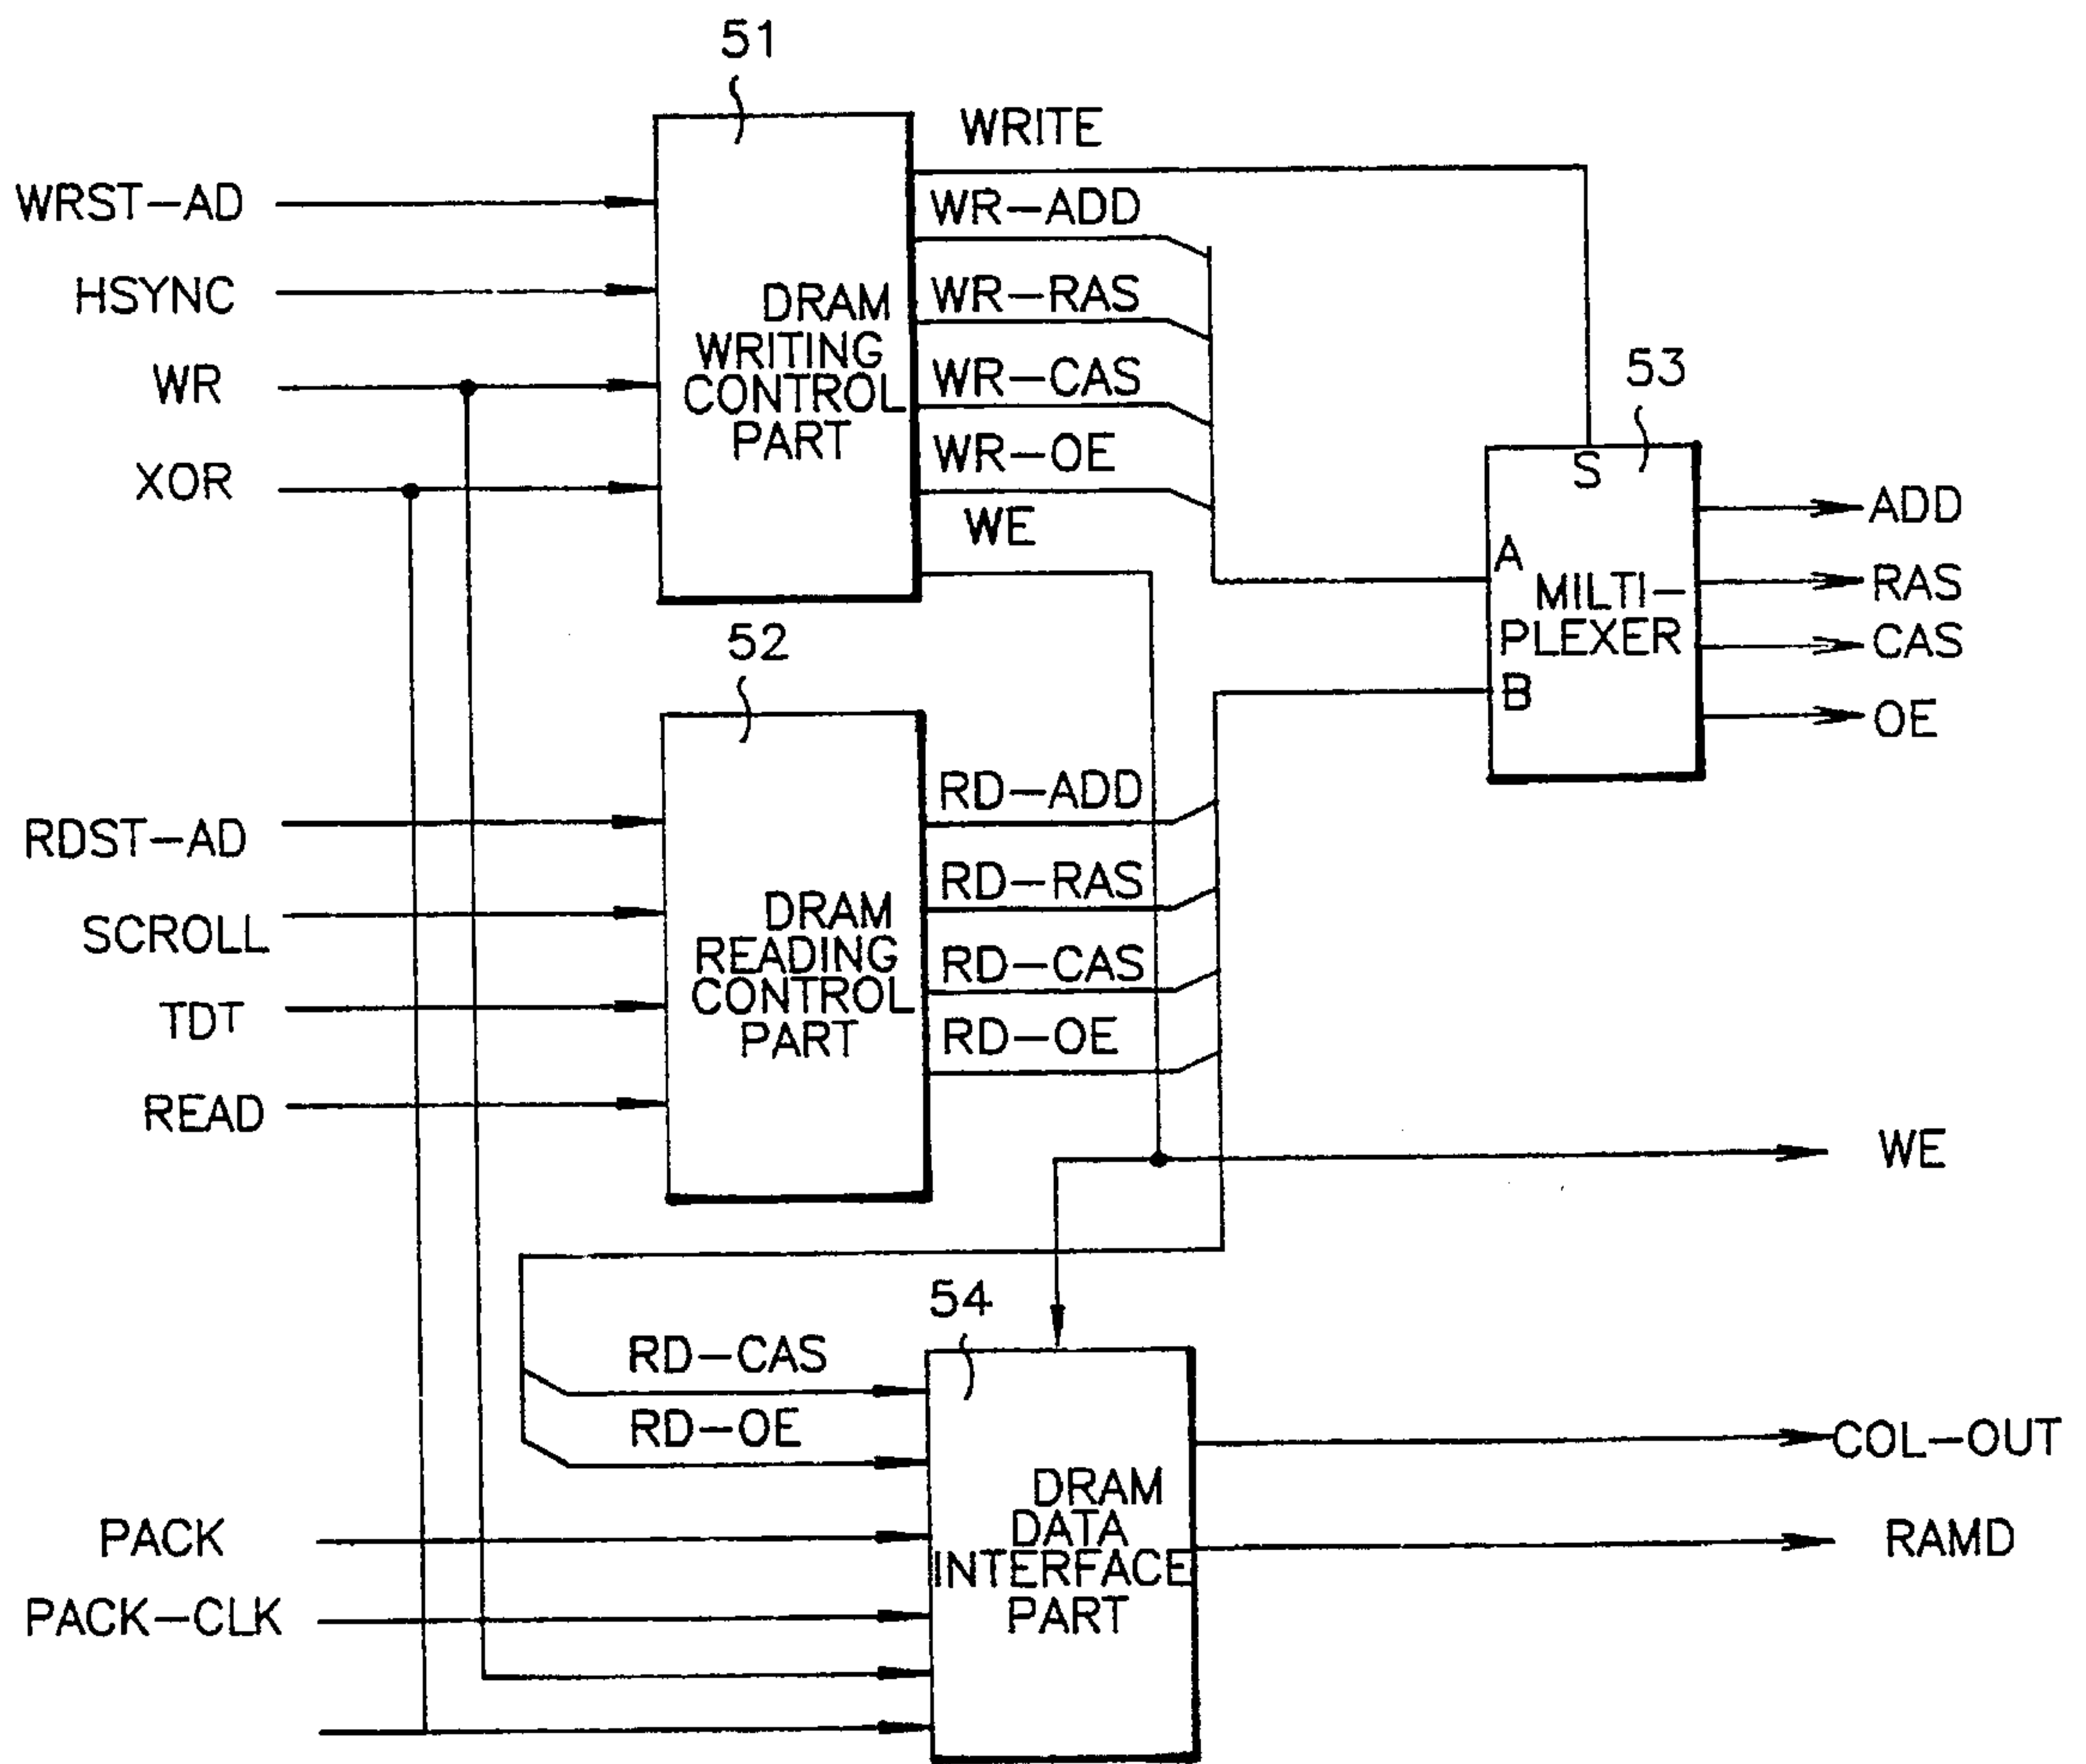 51
WRITE
WRST-AD
WR-ADD
HSYNC
WR-RAS
DRAM
WRITING
CONTROL
PART
WR
WR-CAS
53
XOR
WR-OE
S
ADD
WE
A
MILTI-
PLEXER
RAS
CAS
B
OE
52
RD-ADD
RDST-AD
RD-RAS
SCROLL
DRAM
READING
CONTROL
PART
RD-CAS
TDT
RD-OE
READ
WE
54
RD-CAS
RD-OE
COL-OUT
DRAM
DATA
INTERFACE
PART
PACK
RAMD
PACK-CLK